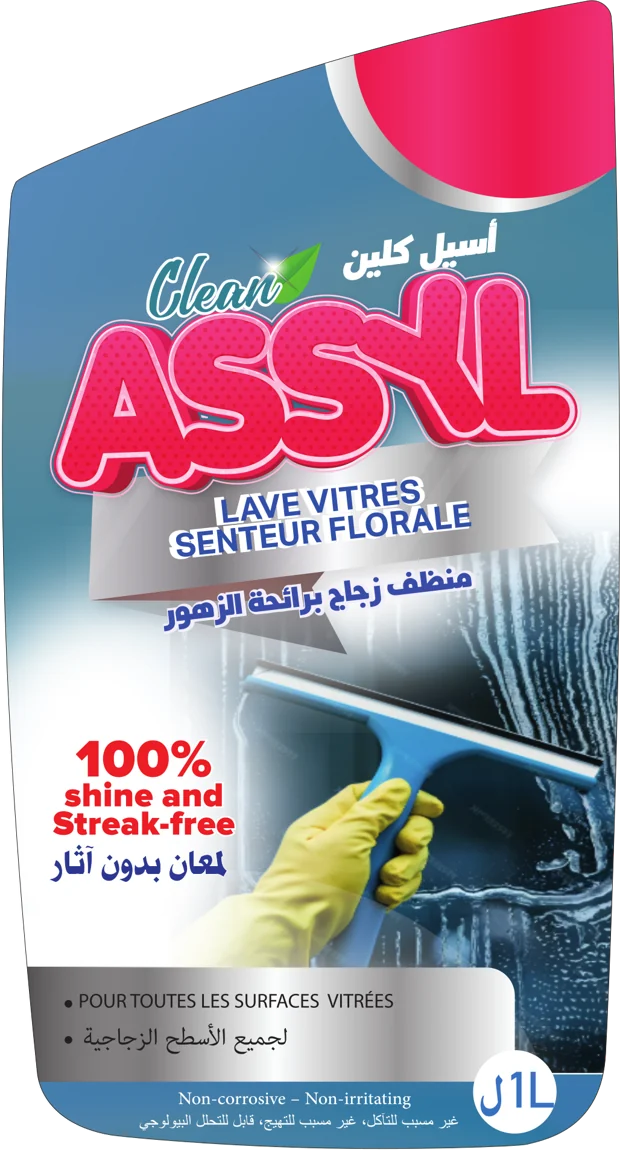 أسيل كلين
Clean
ASSYL
LAVE VITRES
SENTEUR FLORALE
منظف زجاج برائحة الزهور
100%
shine and
Streak-free
لمعان بدون آثار
• POUR TOUTES LES SURFACES VITRÉES
• لجميع الأسطح الزجاجية
Non-corrosive – Non-irritating
غير مسبب للتآكل، غير مسبب للتهيج، قابل للتحلل البيولوجي
1L ل